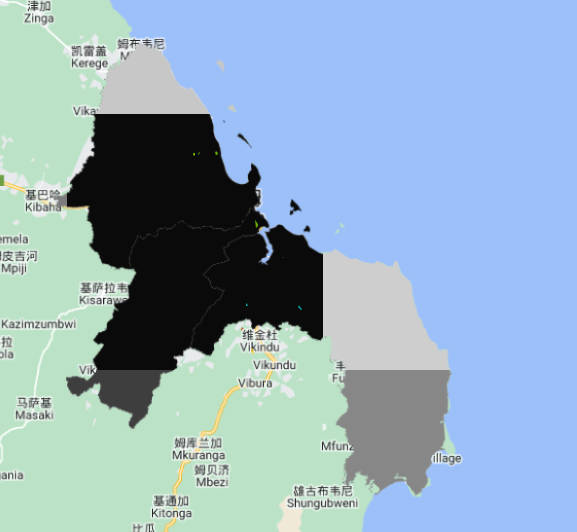 津加
Zinga
凯雷盖
Kerege
姆布韦尼
M
Vika
基巴哈
Kibaha
emela
皮吉河
Mpiji
基萨拉韦
Kisarawe
Kazimzumbwi
拉
ola
维金杜
Vikindu
Vik
Vikundu
Vibura
Fu
马萨基
Masaki
姆库兰加
Mkuranga
Mfunz
illage
姆贝济
Mbezi
ania
雄古布韦尼
Shungubweni
基通加
Kitonga
比瓜